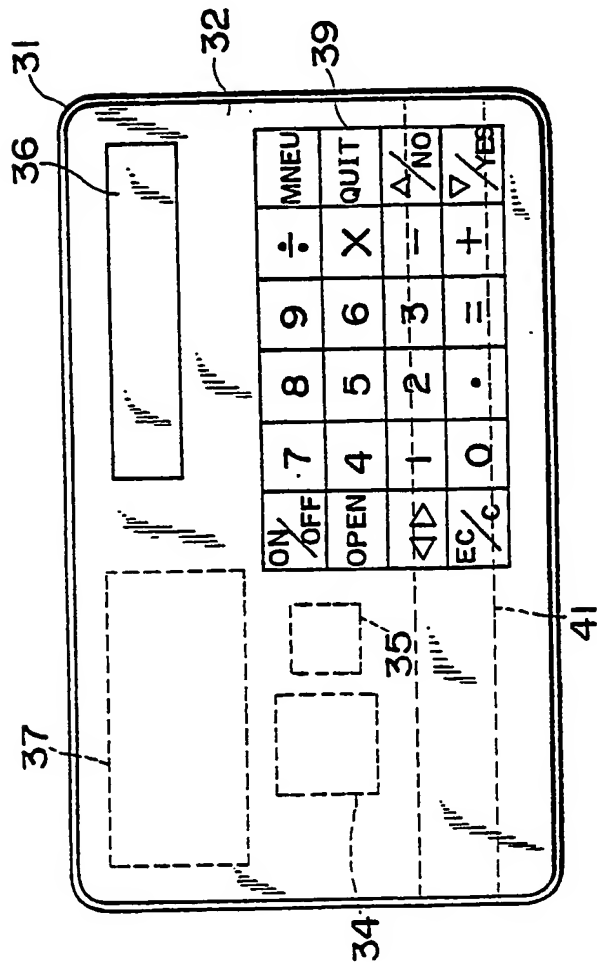 31
32
36
39
37
ON/OFF 7 8 9 ÷ MNEU
OPEN 4 5 6 X QUIT
◁▷ 1 2 3 - △/NO
EC/C 0 . = + ▽/YES
35
34
41